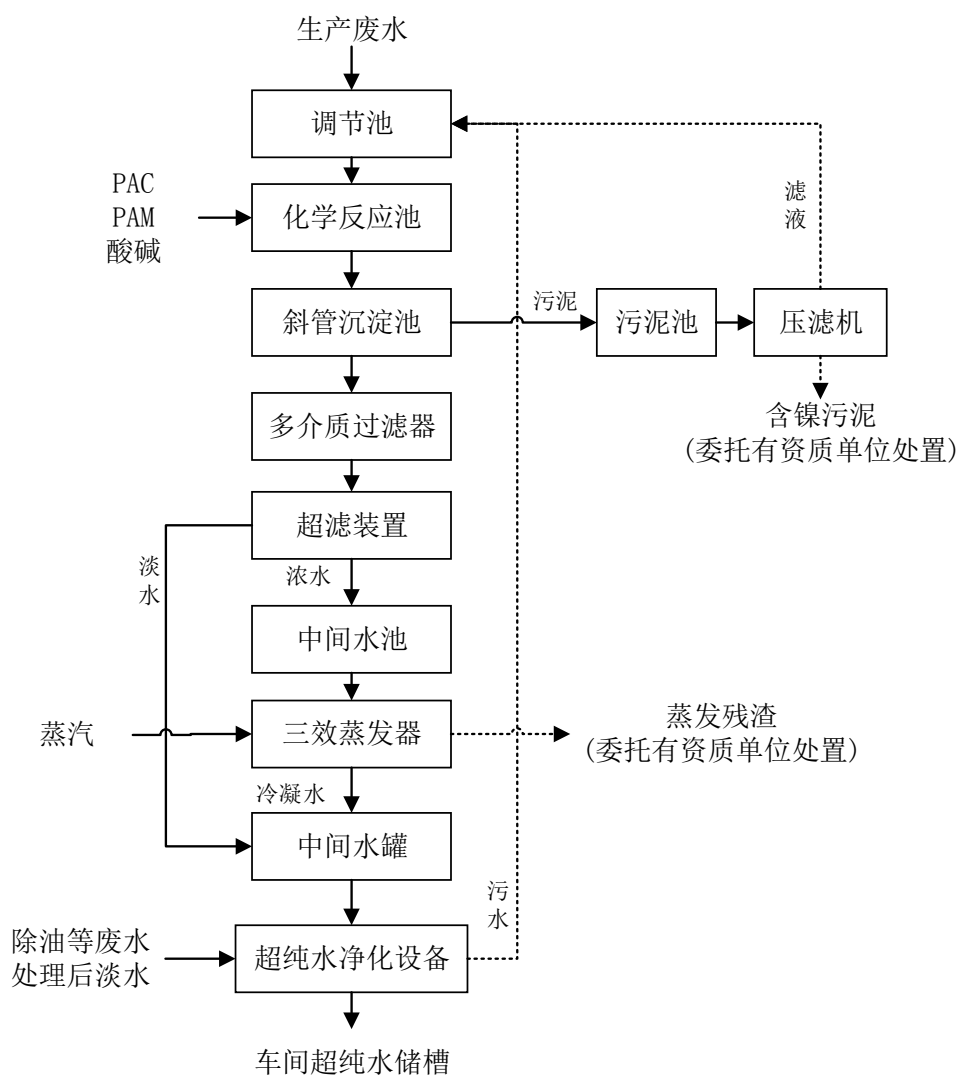 生产废水
调节池
PAC
PAM
酸碱
化学反应池
滤
液
斜管沉淀池
污泥
污泥池
压滤机
含镍污泥
(委托有资质单位处置)
多介质过滤器
超滤装置
淡
水
浓水
中间水池
蒸汽
三效蒸发器
蒸发残渣
(委托有资质单位处置)
冷凝水
中间水罐
污
水
除油等废水
处理后淡水
超纯水净化设备
车间超纯水储槽